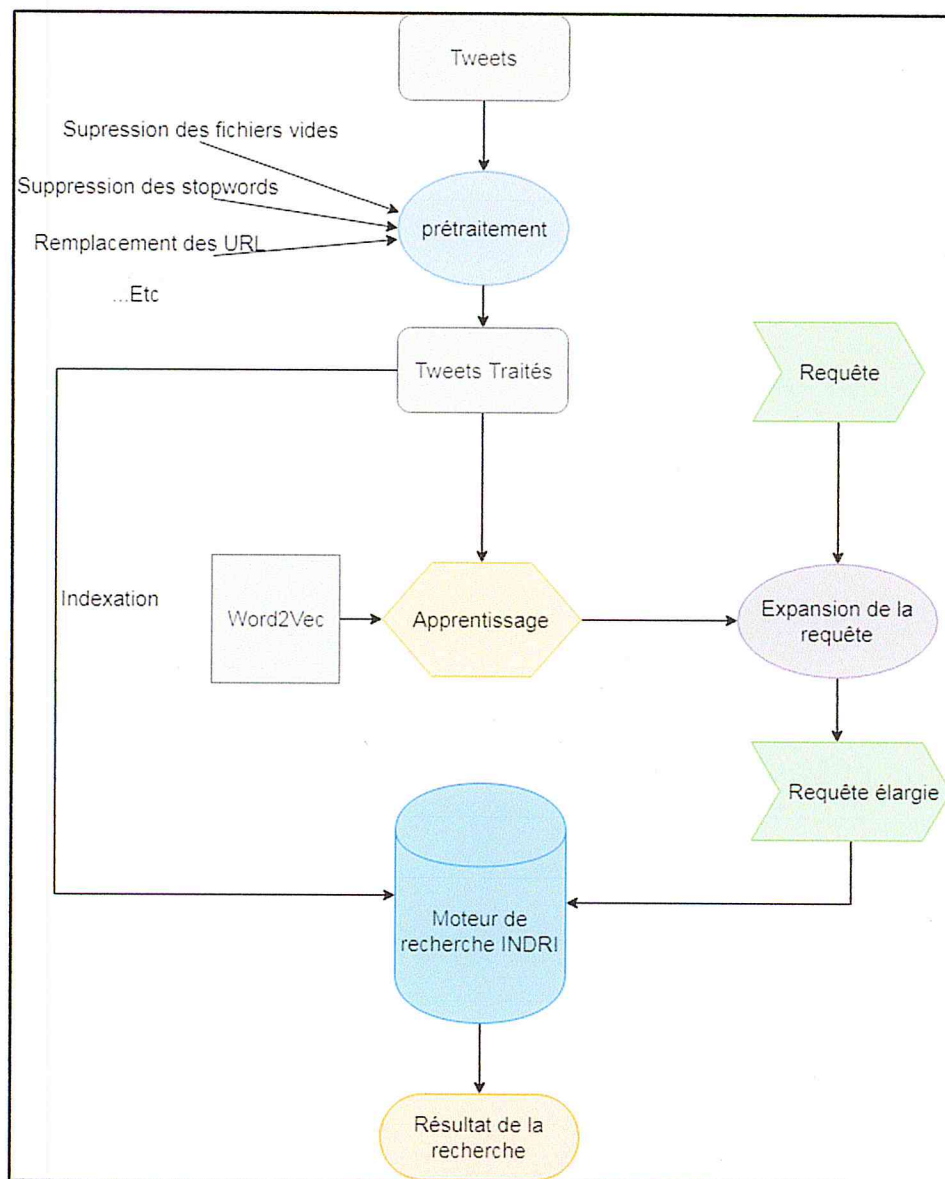 Tweets
Supression des fichiers vides
Suppression des stopwords
prétraitement
Remplacement des URL
...Etc
Tweets Traités
Requête
Indexation
Word2Vec
Apprentissage
Expansion de la
requête
Requête élargie
Moteur de
recherche INDRI
Résultat de la
recherche